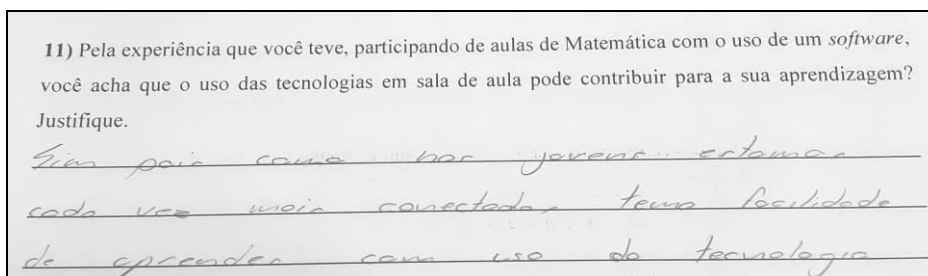 11) Pela experiência que você teve, participando de aulas de Matemática com o uso de um software,
você acha que o uso das tecnologias em sala de aula pode contribuir para a sua aprendizagem?
Justifique.
Sim pois como nos jovens estamos
cada vez mais conectados temo facilidade
de aprender com uso da tecnologia